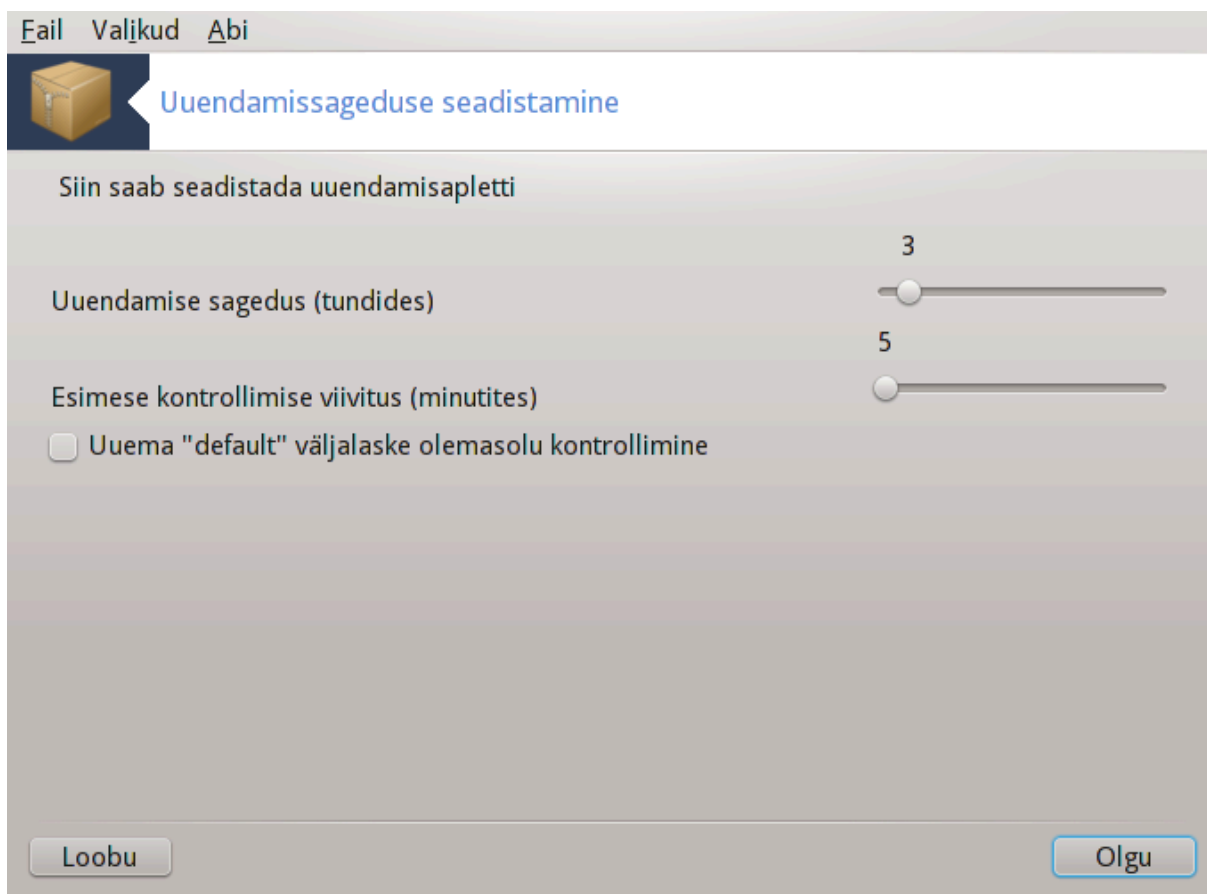 Fail Valikud Abi
Uuendamissageduse seadistamine
Siin saab seadistada uuendamisapletti
3
Uuendamise sagedus (tundides)
5
Esimese kontrollimise viivitus (minutites)
Uuema "default" väljalaske olemasolu kontrollimine
Loobu Olgu